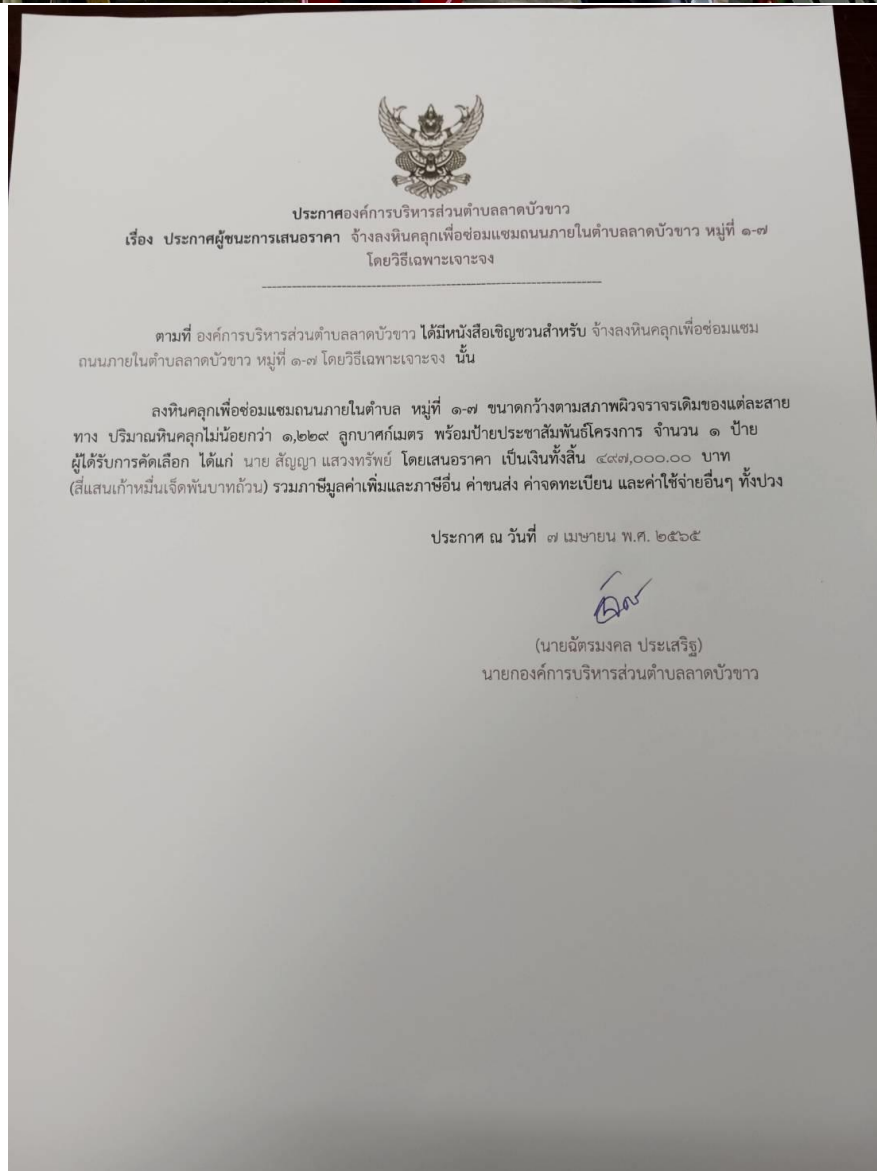 ประกาศองค์การบริหารส่วนตำบลลาดบัวขาว
เรื่อง ประกาศผู้ชนะการเสนอราคา จ้างลงหินคลุกเพื่อซ่อมแซมถนนภายในตำบลลาดบัวขาว หมู่ที่ ๑-๗
โดยวิธีเฉพาะเจาะจง
ตามที่ องค์การบริหารส่วนตำบลลาดบัวขาว ได้มีหนังสือเชิญชวนสำหรับ จ้างลงหินคลุกเพื่อซ่อมแซม
ถนนภายในตำบลลาดบัวขาว หมู่ที่ ๑-๗ โดยวิธีเฉพาะเจาะจง นั้น
ลงหินคลุกเพื่อซ่อมแซมถนนภายในตำบล หมู่ที่ ๑-๗ ขนาดกว้างตามสภาพผิวจราจรเดิมของแต่ละสาย
ทาง ปริมาณหินคลุกไม่น้อยกว่า ๑,๒๒๙ ลูกบาศก์เมตร พร้อมป้ายประชาสัมพันธ์โครงการ จำนวน ๑ ป้าย
ผู้ได้รับการคัดเลือก ได้แก่ นาย สัญญา แสวงทรัพย์ โดยเสนอราคา เป็นเงินทั้งสิ้น ๔๙๗,๐๐๐.๐๐ บาท
(สี่แสนเก้าหมื่นเจ็ดพันบาทถ้วน) รวมภาษีมูลค่าเพิ่มและภาษีอื่น ค่าขนส่ง ค่าจดทะเบียน และค่าใช้จ่ายอื่นๆ ทั้งปวง
ประกาศ ณ วันที่ ๗ เมษายน พ.ศ. ๒๕๖๕
(นายฉัตรมงคล ประเสริฐ)
นายกองค์การบริหารส่วนตำบลลาดบัวขาว